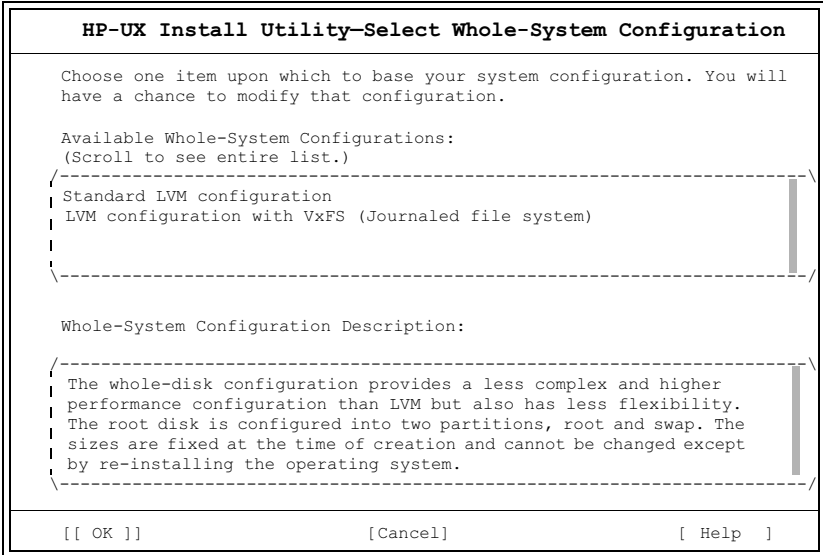 HP-UX Install Utility—Select Whole-System Configuration
Choose one item upon which to base your system configuration. You will
have a chance to modify that configuration.
Available Whole-System Configurations:
(Scroll to see entire list.)
/------------------------------------------------------------------------\
Standard LVM configuration
LVM configuration with VxFS (Journaled file system)
\------------------------------------------------------------------------/
Whole-System Configuration Description:
/------------------------------------------------------------------------\
The whole-disk configuration provides a less complex and higher
performance configuration than LVM but also has less flexibility.
The root disk is configured into two partitions, root and swap. The
sizes are fixed at the time of creation and cannot be changed except
by re-installing the operating system.
\------------------------------------------------------------------------/
[[ OK ]] [Cancel] [ Help ]